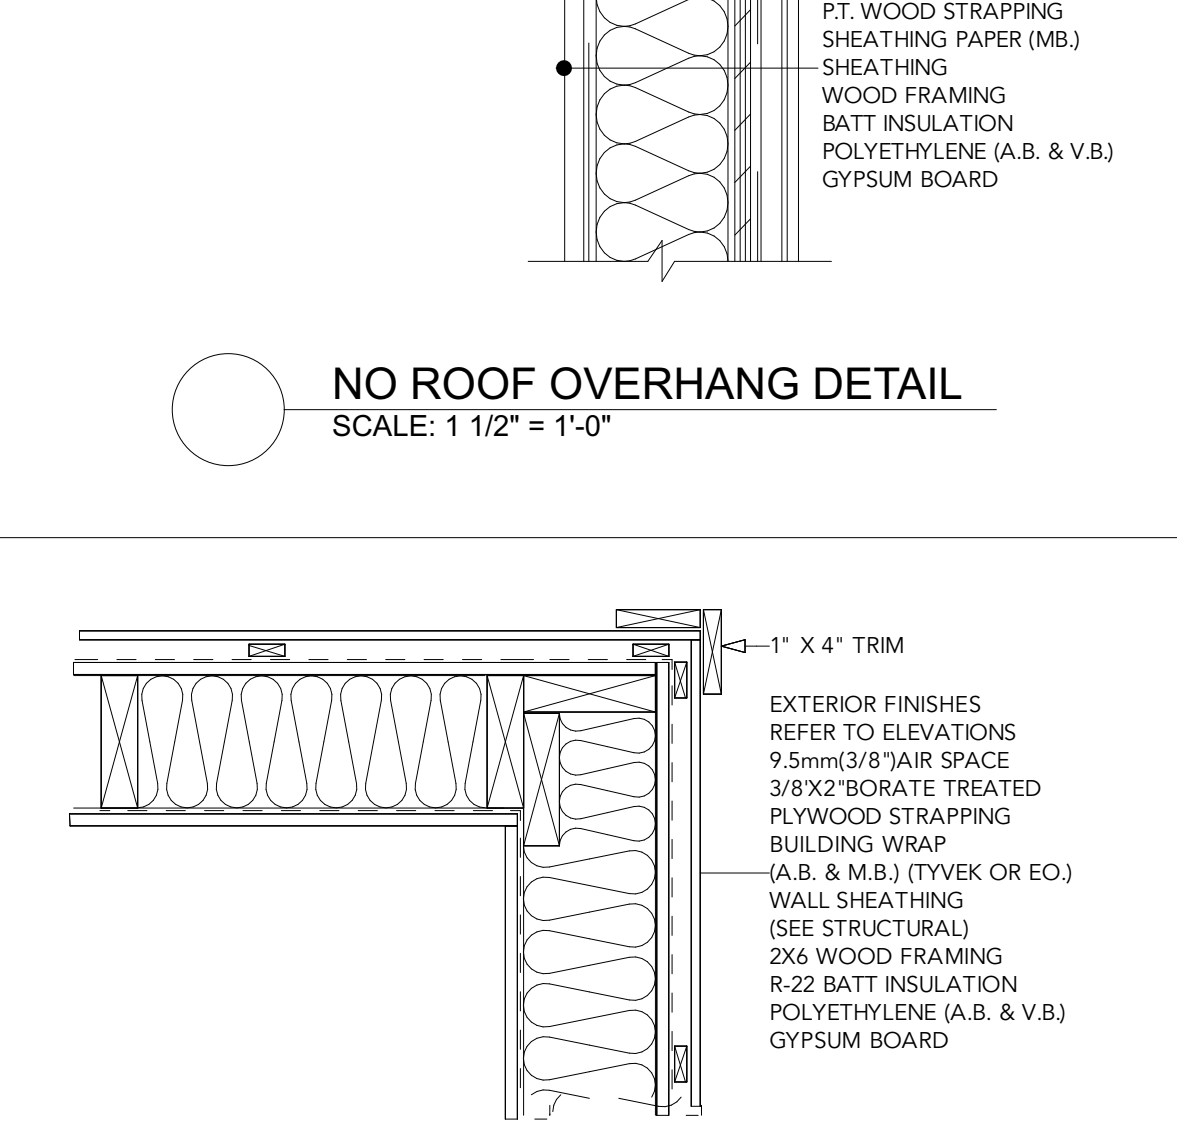 P.T. WOOD STRAPPING
SHEATHING PAPER (MB.)
SHEATHING
WOOD FRAMING
BATT INSULATION
POLYETHYLENE (A.B. & V.B.)
GYPSUM BOARD
NO ROOF OVERHANG DETAIL
SCALE: 1 1/2" = 1'-0"
1" X 4" TRIM
EXTERIOR FINISHES
REFER TO ELEVATIONS
9.5mm(3/8")AIR SPACE
3/8'X2"BORATE TREATED
PLYWOOD STRAPPING
BUILDING WRAP
(A.B. & M.B.) (TYVEK OR EO.)
WALL SHEATHING
(SEE STRUCTURAL)
2X6 WOOD FRAMING
R-22 BATT INSULATION
POLYETHYLENE (A.B. & V.B.)
GYPSUM BOARD